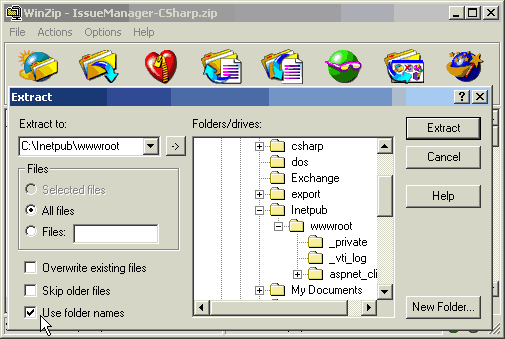 WinZip - IssueManager-CSharp.zip
File Actions Options Help
Extract
Extract to:
C:\Inetpub\wwwroot
->
Files
Selected files
All files
Files:
Overwrite existing files
Skip older files
Use folder names
Folders/drives:
csharp
dos
Exchange
export
Inetpub
wwwroot
_private
_vti_log
aspnet_cli
My Documents
Extract
Cancel
Help
New Folder...